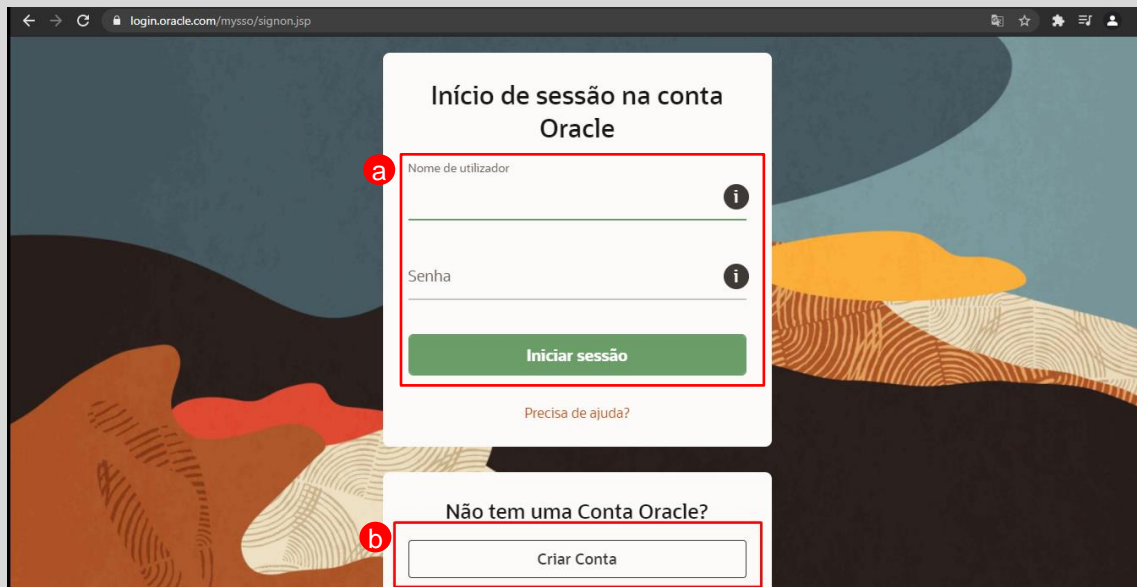 login.oracle.com/mysso/signon.jsp
Início de sessão na conta
Oracle
a
Nome de utilizador
i
Senha
i
Iniciar sessão
Precisa de ajuda?
Não tem uma Conta Oracle?
b
Criar Conta